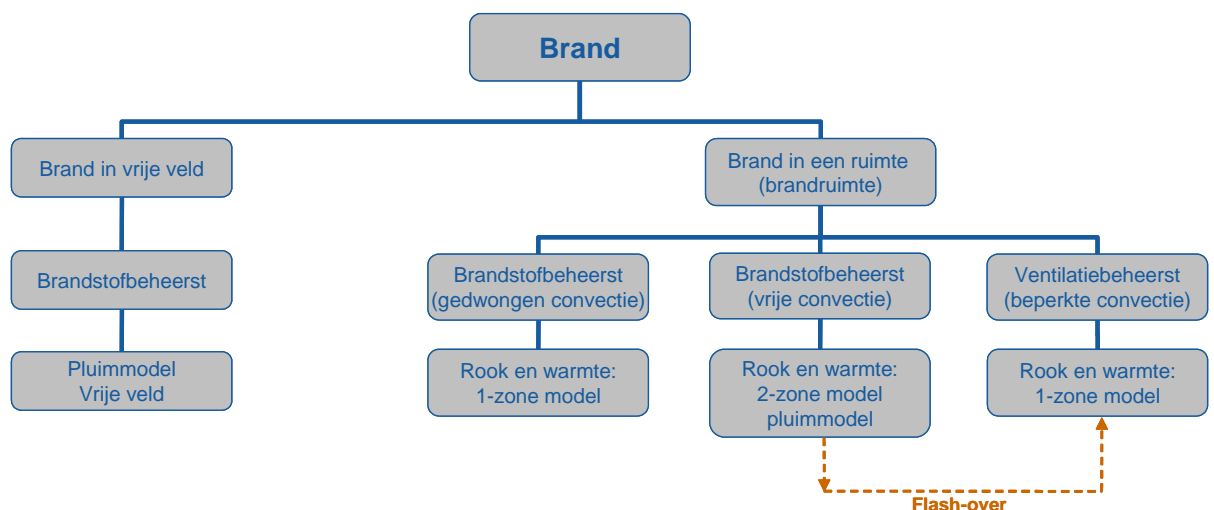 Brand
Brand in vrije veld
Brand in een ruimte
(brandruimte)
Brandstofbeheerst
Brandstofbeheerst
(gedwongen convectie)
Brandstofbeheerst
(vrije convectie)
Ventilatiebeheerst
(beperkte convectie)
Pluimmodel
Vrije veld
Rook en warmte:
1-zone model
Rook en warmte:
2-zone model
pluimmodel
Rook en warmte:
1-zone model
Flash-over